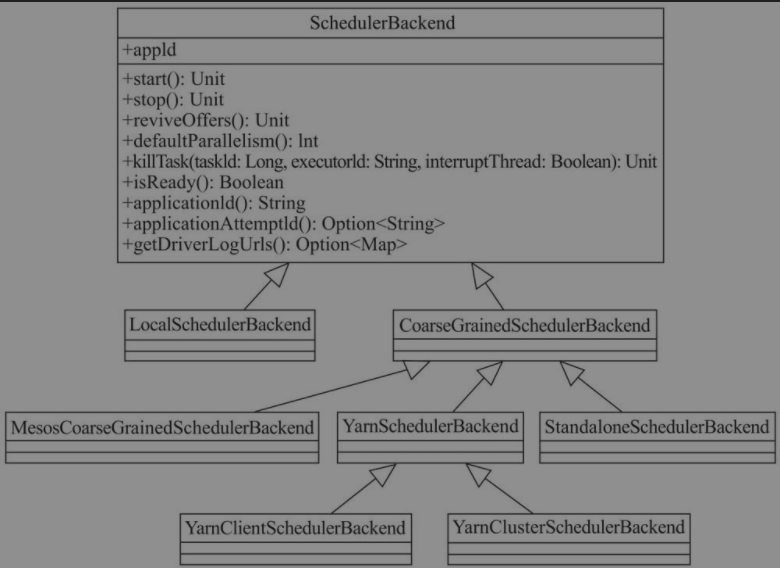 SchedulerBackend
+appId
+start(): Unit
+stop(): Unit
+reviveOffers(): Unit
+defaultParallelism(): Int
+killTask(taskId: Long, executorId: String, interruptThread: Boolean): Unit
+isReady(): Boolean
+applicationId(): String
+applicationAttemptId(): Option<String>
+getDriverLogUrls(): Option<Map>
LocalSchedulerBackend
CoarseGrainedSchedulerBackend
MesosCoarseGrainedSchedulerBackend
YarnSchedulerBackend
StandaloneSchedulerBackend
YarnClientSchedulerBackend
YarnClusterSchedulerBackend